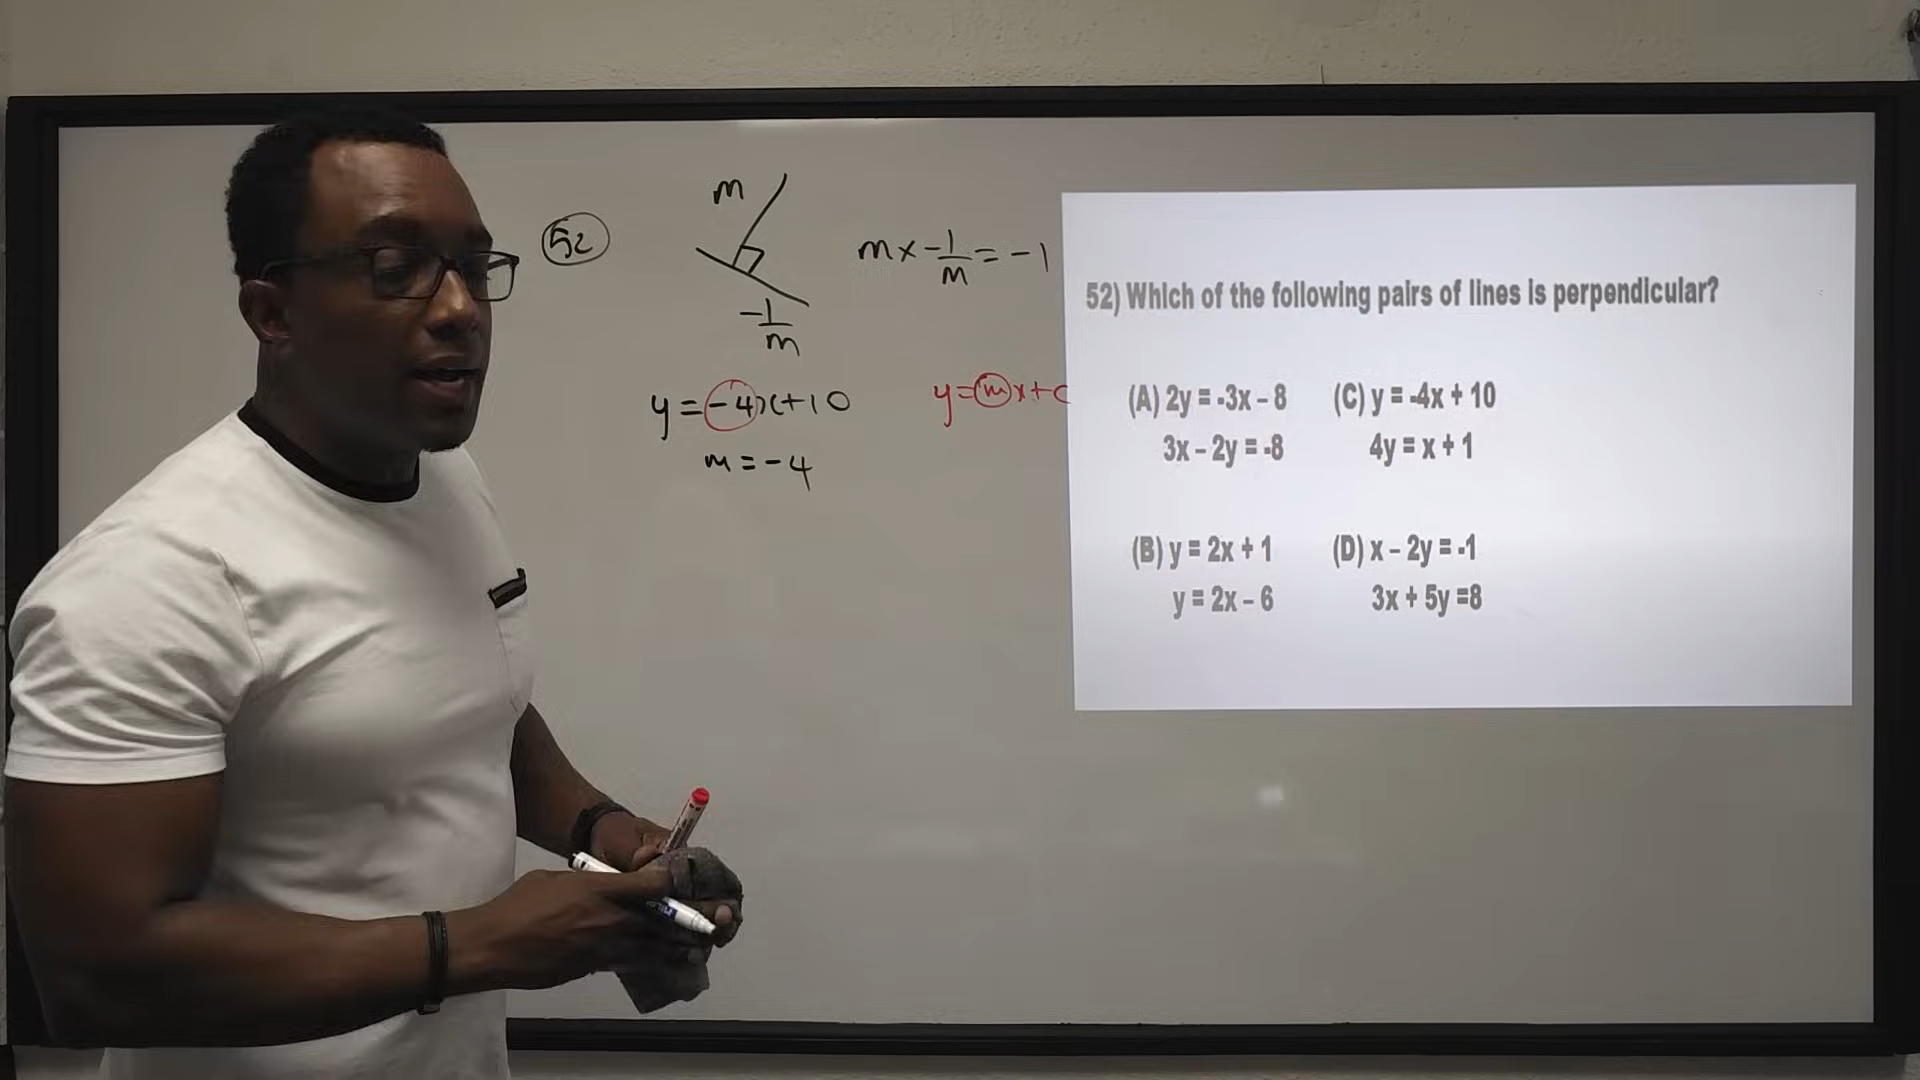 52
m
m x -1/m = -1
-1/m
y = -4x+10
y = mx+c
m = -4
52) Which of the following pairs of lines is perpendicular?
(A) 2y = -3x – 8
3x – 2y = -8
(C) y = -4x + 10
4y = x + 1
(B) y = 2x + 1
y = 2x – 6
(D) x – 2y = -1
3x + 5y =8